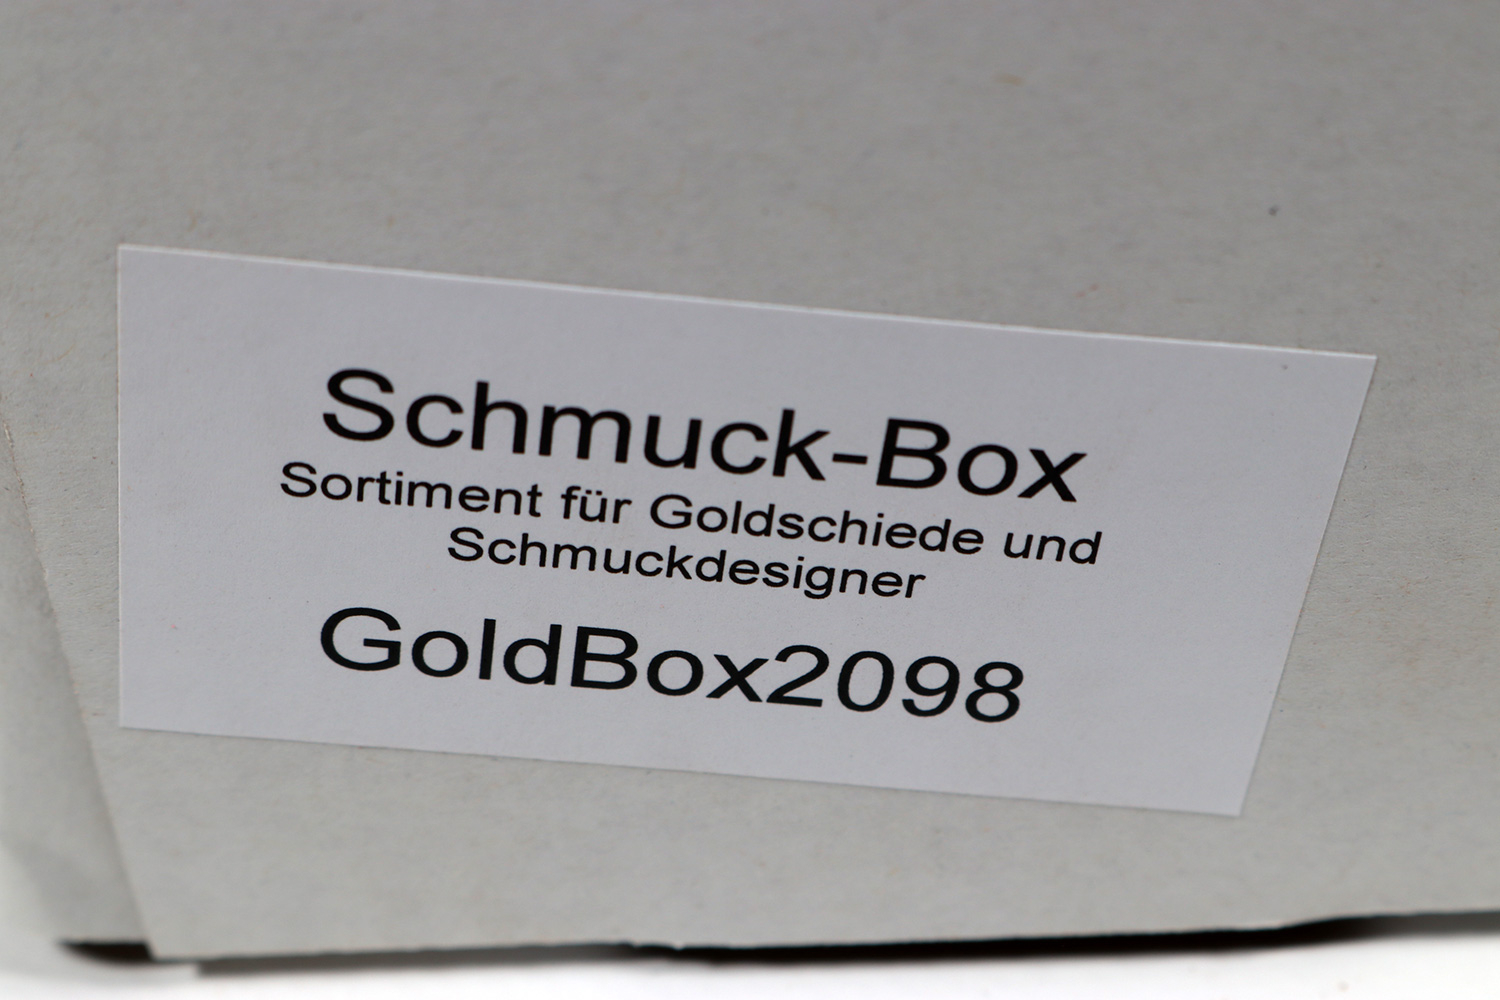 Schmuck-Box
Sortiment für Goldschiede und
Schmuckdesigner
GoldBox2098